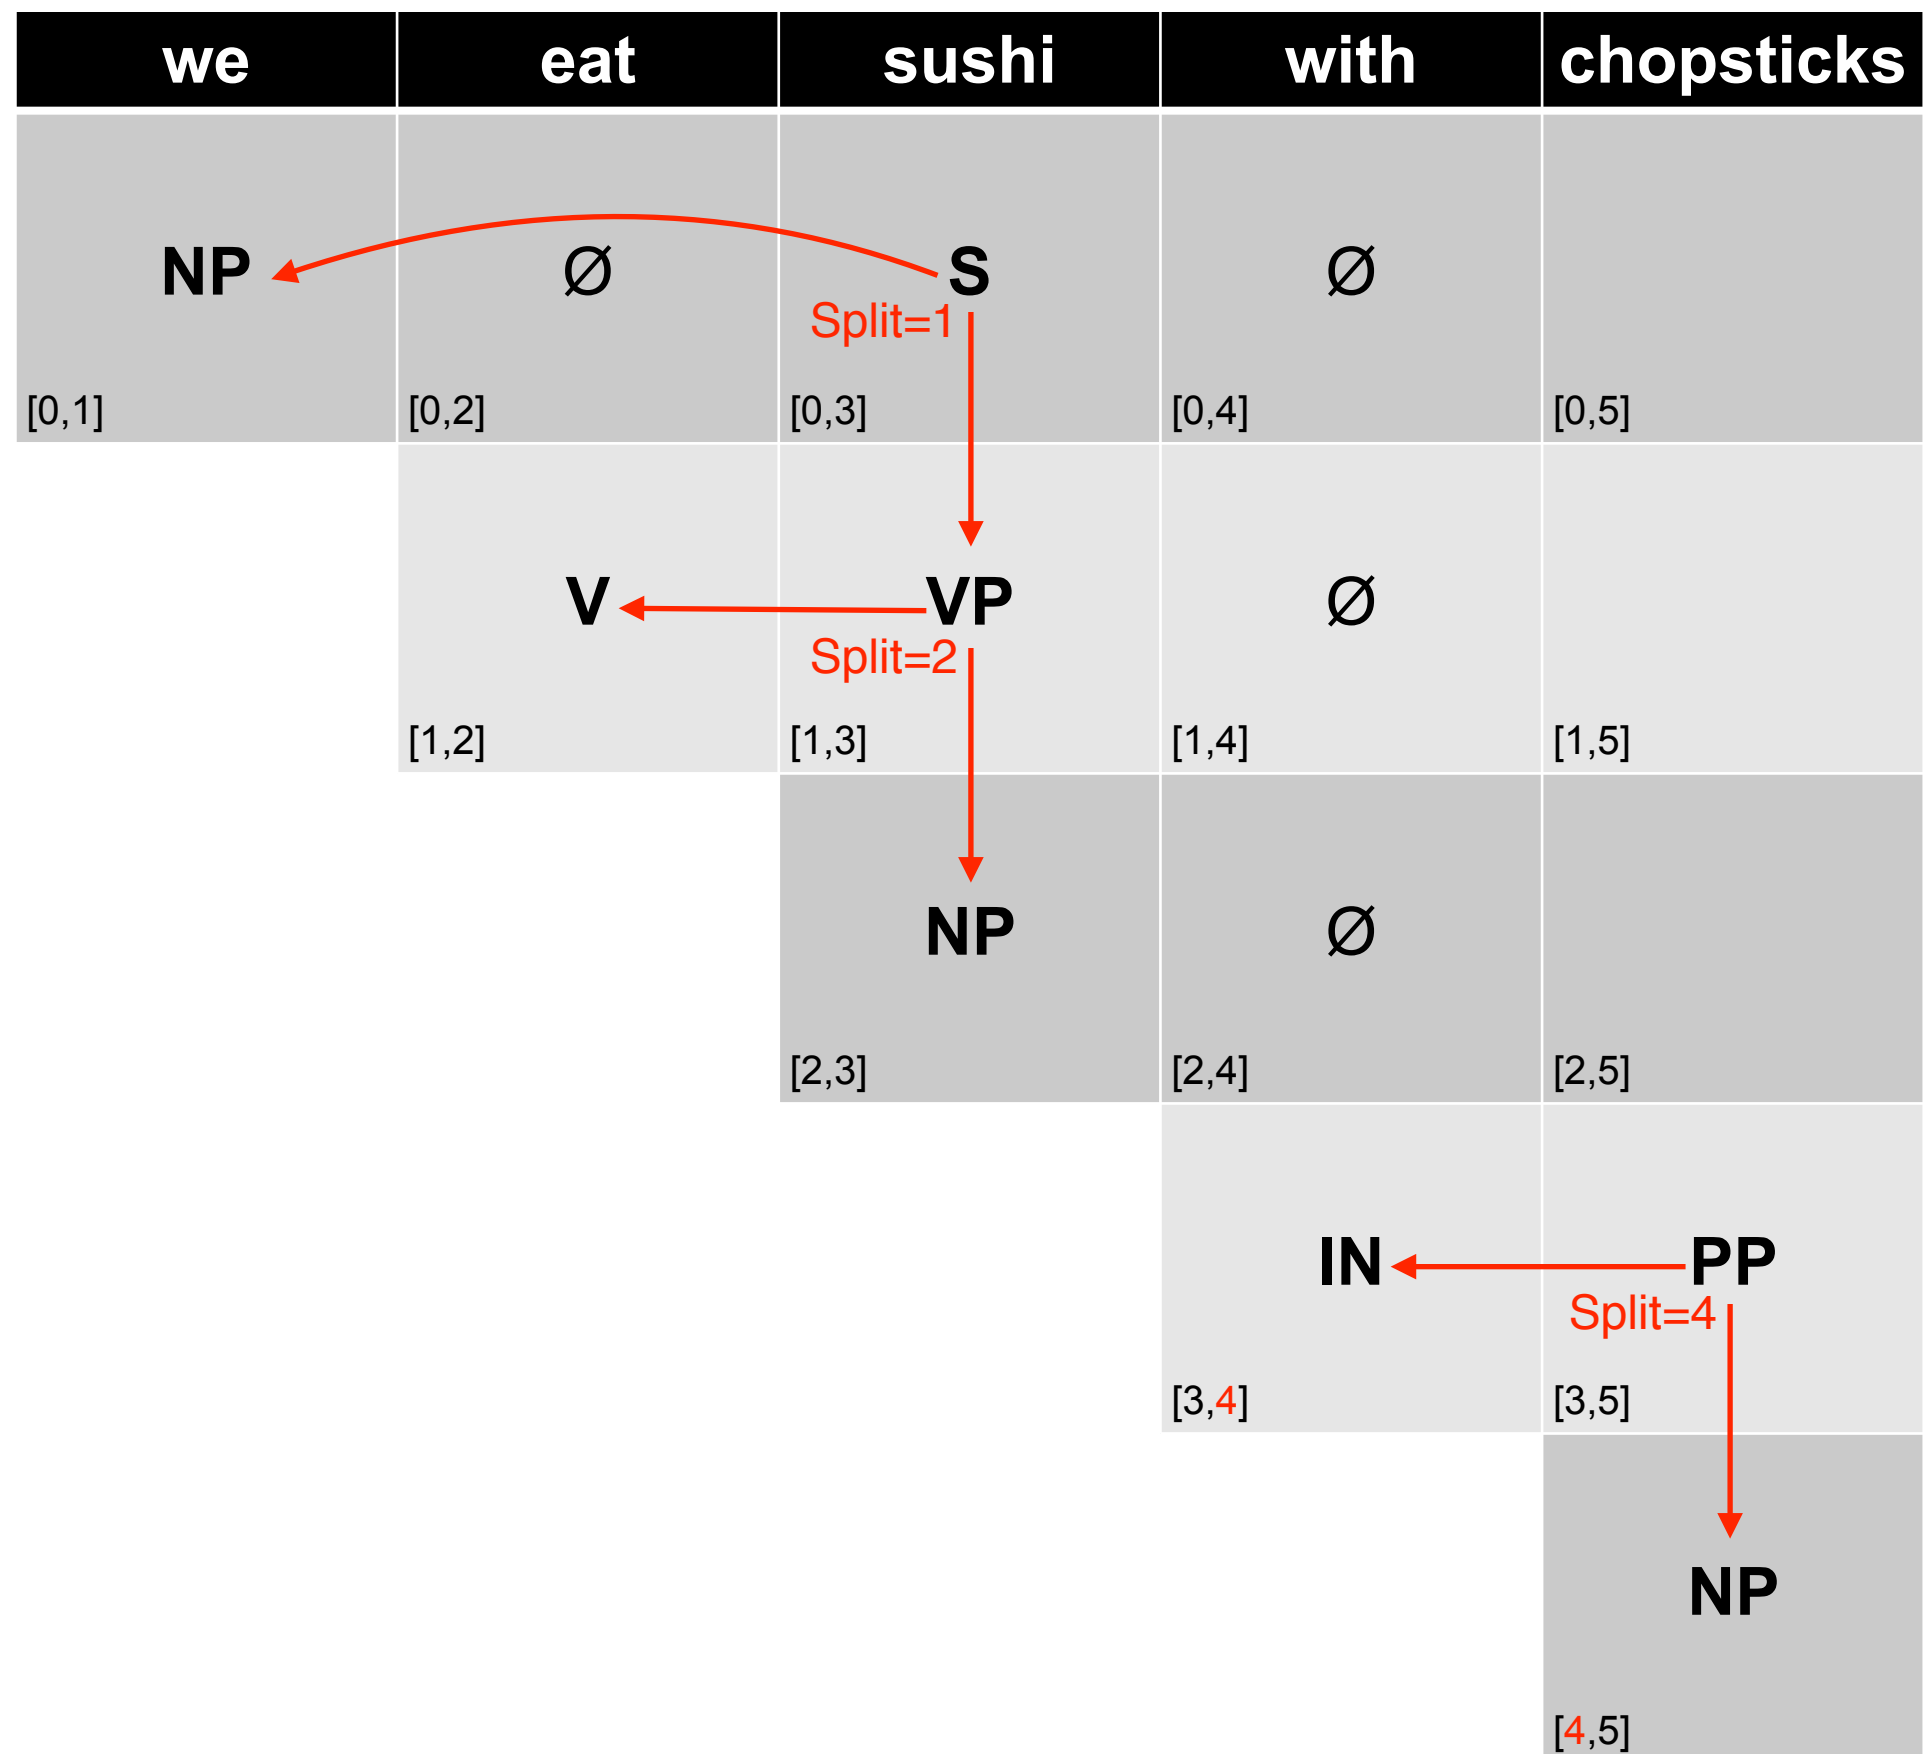 we eat sushi with chopsticks
NP Ø S Ø
Split=1
[0,1] [0,2] [0,3] [0,4] [0,5]
V VP Ø
Split=2
[1,2] [1,3] [1,4] [1,5]
NP Ø
[2,3] [2,4] [2,5]
IN PP
Split=4
[3,4] [3,5]
NP
[4,5]